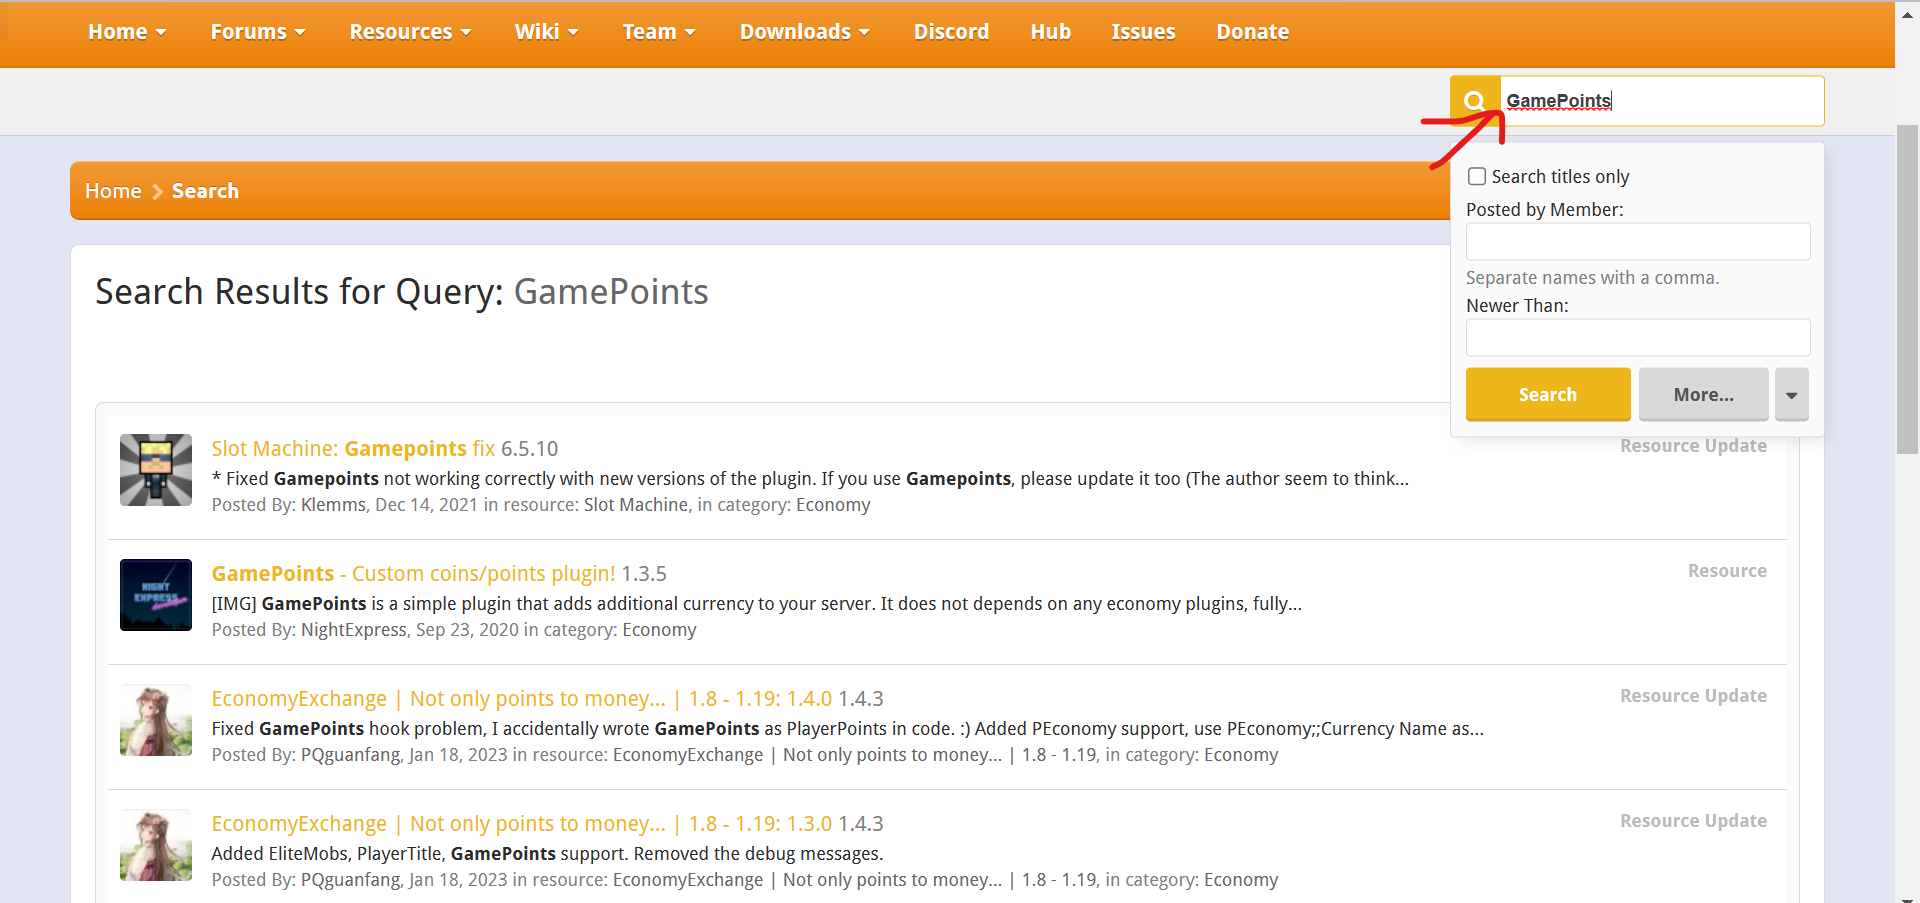 Home Forums Resources Wiki Team Downloads Discord Hub Issues Donate
GamePoints
Home Search
Search titles only
Posted by Member:
Separate names with a comma.
Newer Than:
Search More...
Search Results for Query: GamePoints
Slot Machine: Gamepoints fix 6.5.10
Resource Update
* Fixed Gamepoints not working correctly with new versions of the plugin. If you use Gamepoints, please update it too (The author seem to think...
Posted By: Klemms, Dec 14, 2021 in resource: Slot Machine, in category: Economy
NIGHT
EXPRESS
GamePoints - Custom coins/points plugin! 1.3.5
Resource
[IMG] GamePoints is a simple plugin that adds additional currency to your server. It does not depends on any economy plugins, fully...
Posted By: NightExpress, Sep 23, 2020 in category: Economy
EconomyExchange | Not only points to money... | 1.8 - 1.19: 1.4.0 1.4.3
Resource Update
Fixed GamePoints hook problem, I accidentally wrote GamePoints as PlayerPoints in code. :) Added PEconomy support, use PEconomy;;Currency Name as...
Posted By: PQguanfang, Jan 18, 2023 in resource: EconomyExchange | Not only points to money... | 1.8 - 1.19, in category: Economy
EconomyExchange | Not only points to money... | 1.8 - 1.19: 1.3.0 1.4.3
Resource Update
Added EliteMobs, PlayerTitle, GamePoints support. Removed the debug messages.
Posted By: PQguanfang, Jan 18, 2023 in resource: EconomyExchange | Not only points to money... | 1.8 - 1.19, in category: Economy